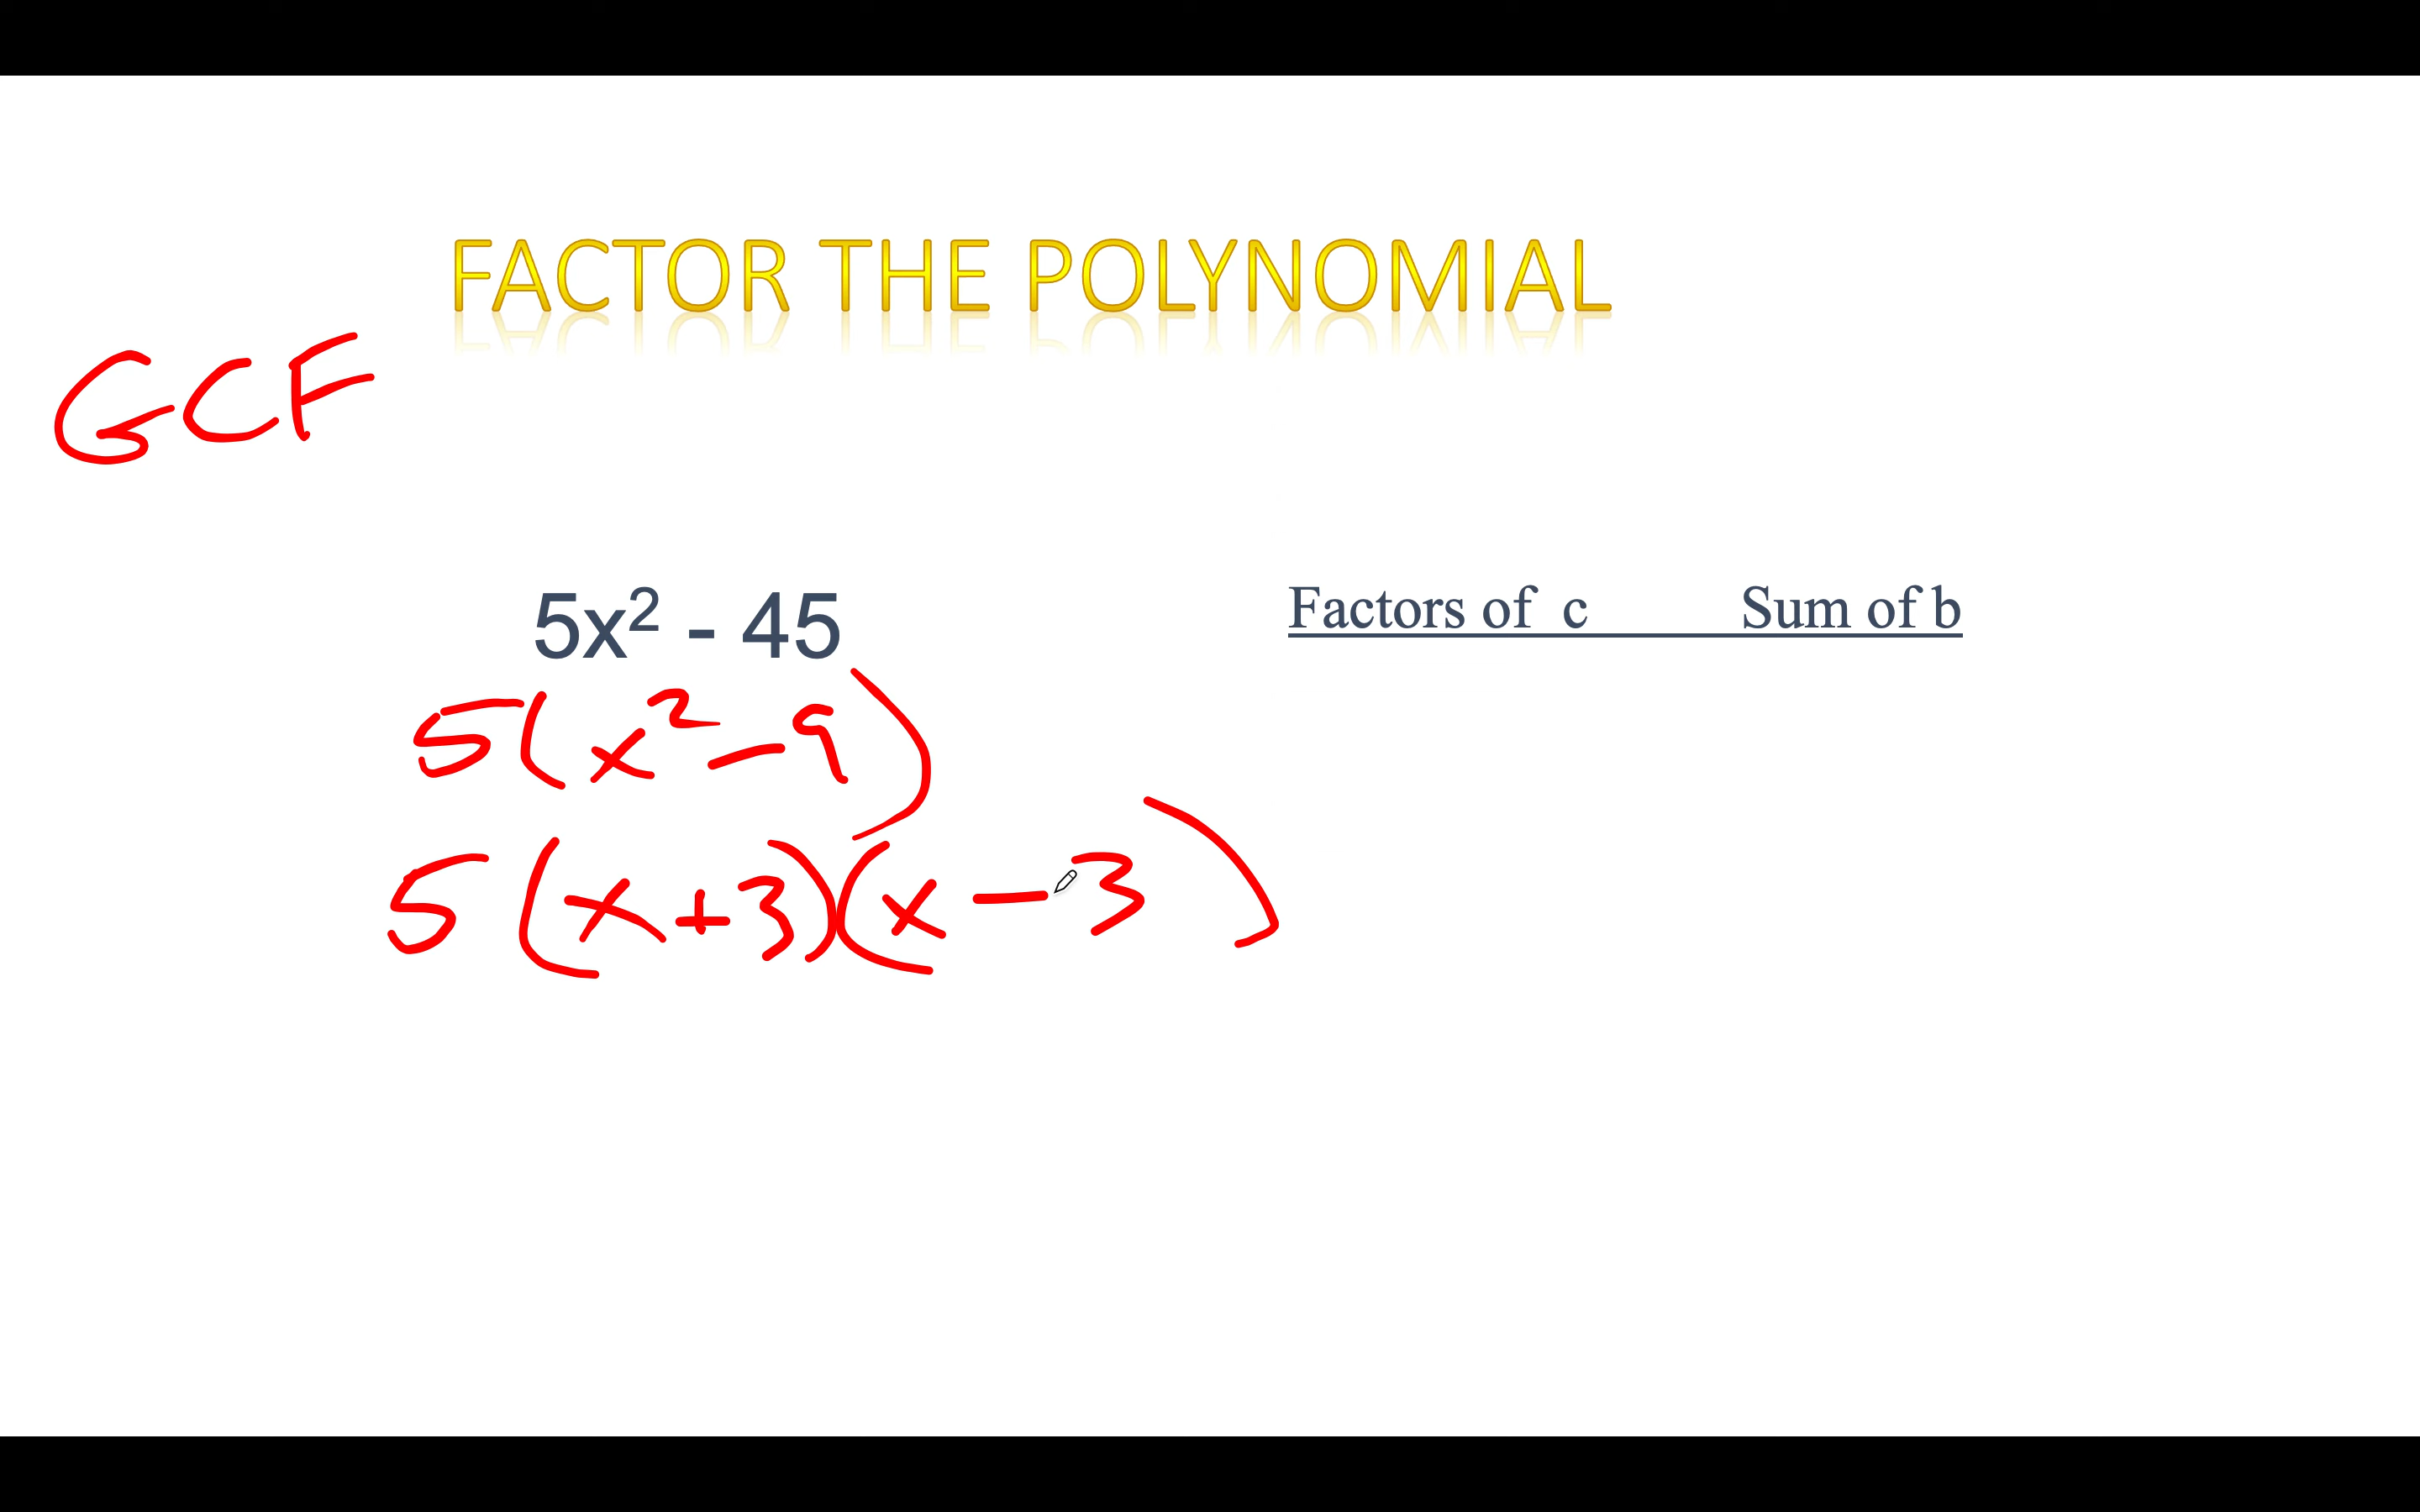 FACTOR THE POLYNOMIAL
GCF
5x² - 45
Factors of c Sum of b
5(x² - 9)
5(x + 3)(x - 3)